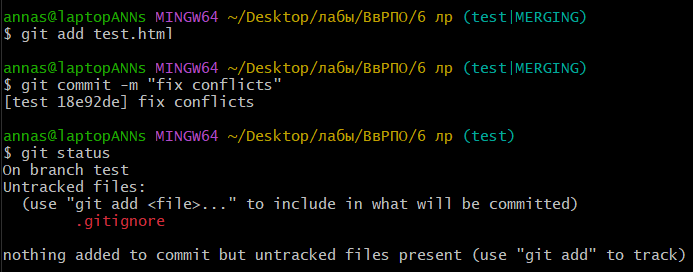 annas@laptopANNs MINGW64 ~/Desktop/лабы/ВвРПО/6 лр (test|MERGING)
$ git add test.html
annas@laptopANNs MINGW64 ~/Desktop/лабы/ВвРПО/6 лр (test|MERGING)
$ git commit -m "fix conflicts"
[test 18e92de] fix conflicts
annas@laptopANNs MINGW64 ~/Desktop/лабы/ВвРПО/6 лр (test)
$ git status
On branch test
Untracked files:
  (use "git add <file>..." to include in what will be committed)
        .gitignore
nothing added to commit but untracked files present (use "git add" to track)